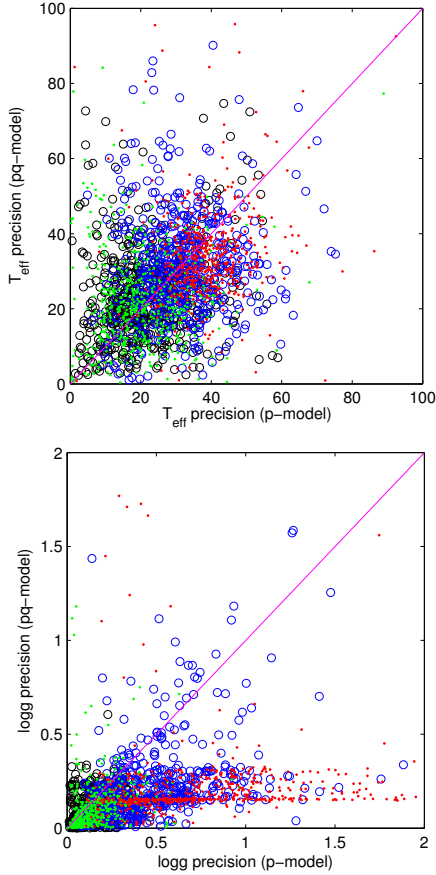 100
80
60
40
20
0
0 20 40 60 80 100
T_eff precision (p-model)
T_eff precision (pq-model)
2
1.5
1
0.5
0
0 0.5 1 1.5 2
logg precision (p-model)
logg precision (pq-model)